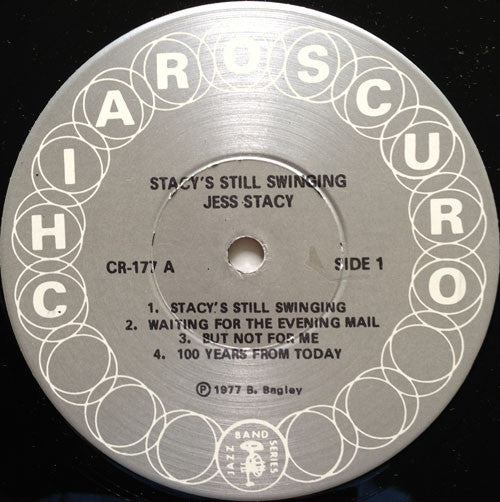 CHIAROSCURO
STACY'S STILL SWINGING
JESS STACY
CR-177 A
SIDE 1
1. STACY'S STILL SWINGING
2. WAITING FOR THE EVENING MAIL
3. BUT NOT FOR ME
4. 100 YEARS FROM TODAY
Ⓟ 1977 B. Bagley
JAZZ BAND SERIES